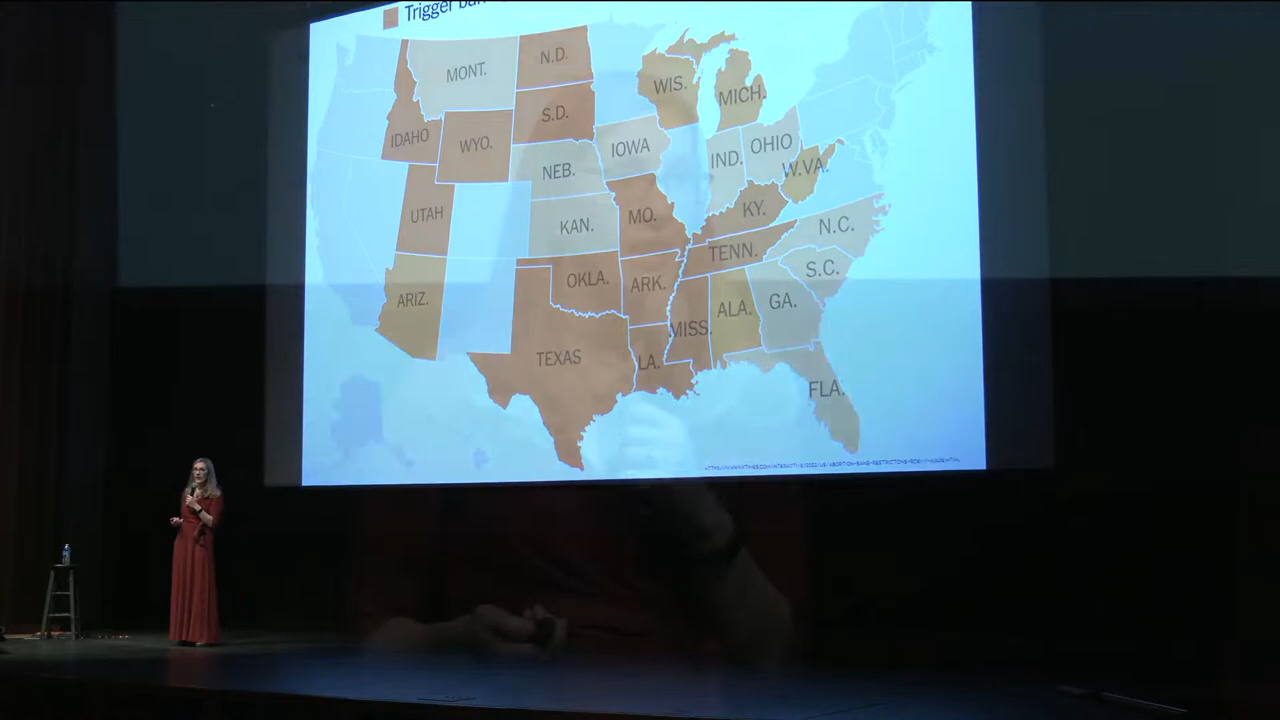 Trigger
MONT.
N.D.
WIS.
MICH.
S.D.
IDAHO
WYO.
IOWA
IND.
OHIO
NEB.
W.VA.
UTAH
MO.
KY.
KAN.
N.C.
TENN.
S.C.
OKLA.
ARK.
ARIZ.
GA.
ALA.
MISS.
TEXAS
LA.
FLA.